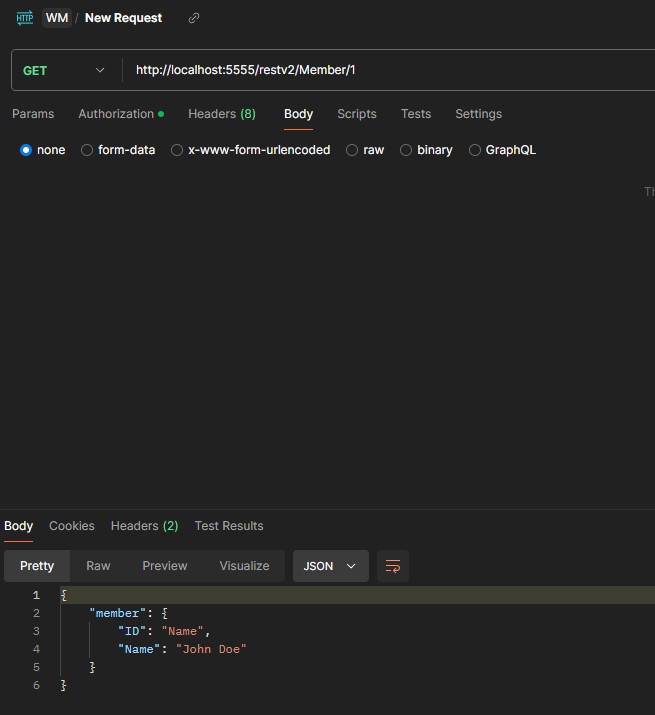 HTTP WM / New Request
GET http://localhost:5555/restv2/Member/1
Params Authorization Headers (8) Body Scripts Tests Settings
none form-data x-www-form-urlencoded raw binary GraphQL
Body Cookies Headers (2) Test Results
Pretty Raw Preview Visualize JSON
1 {
2 "member": {
3 "ID": "Name",
4 "Name": "John Doe"
5 }
6 }